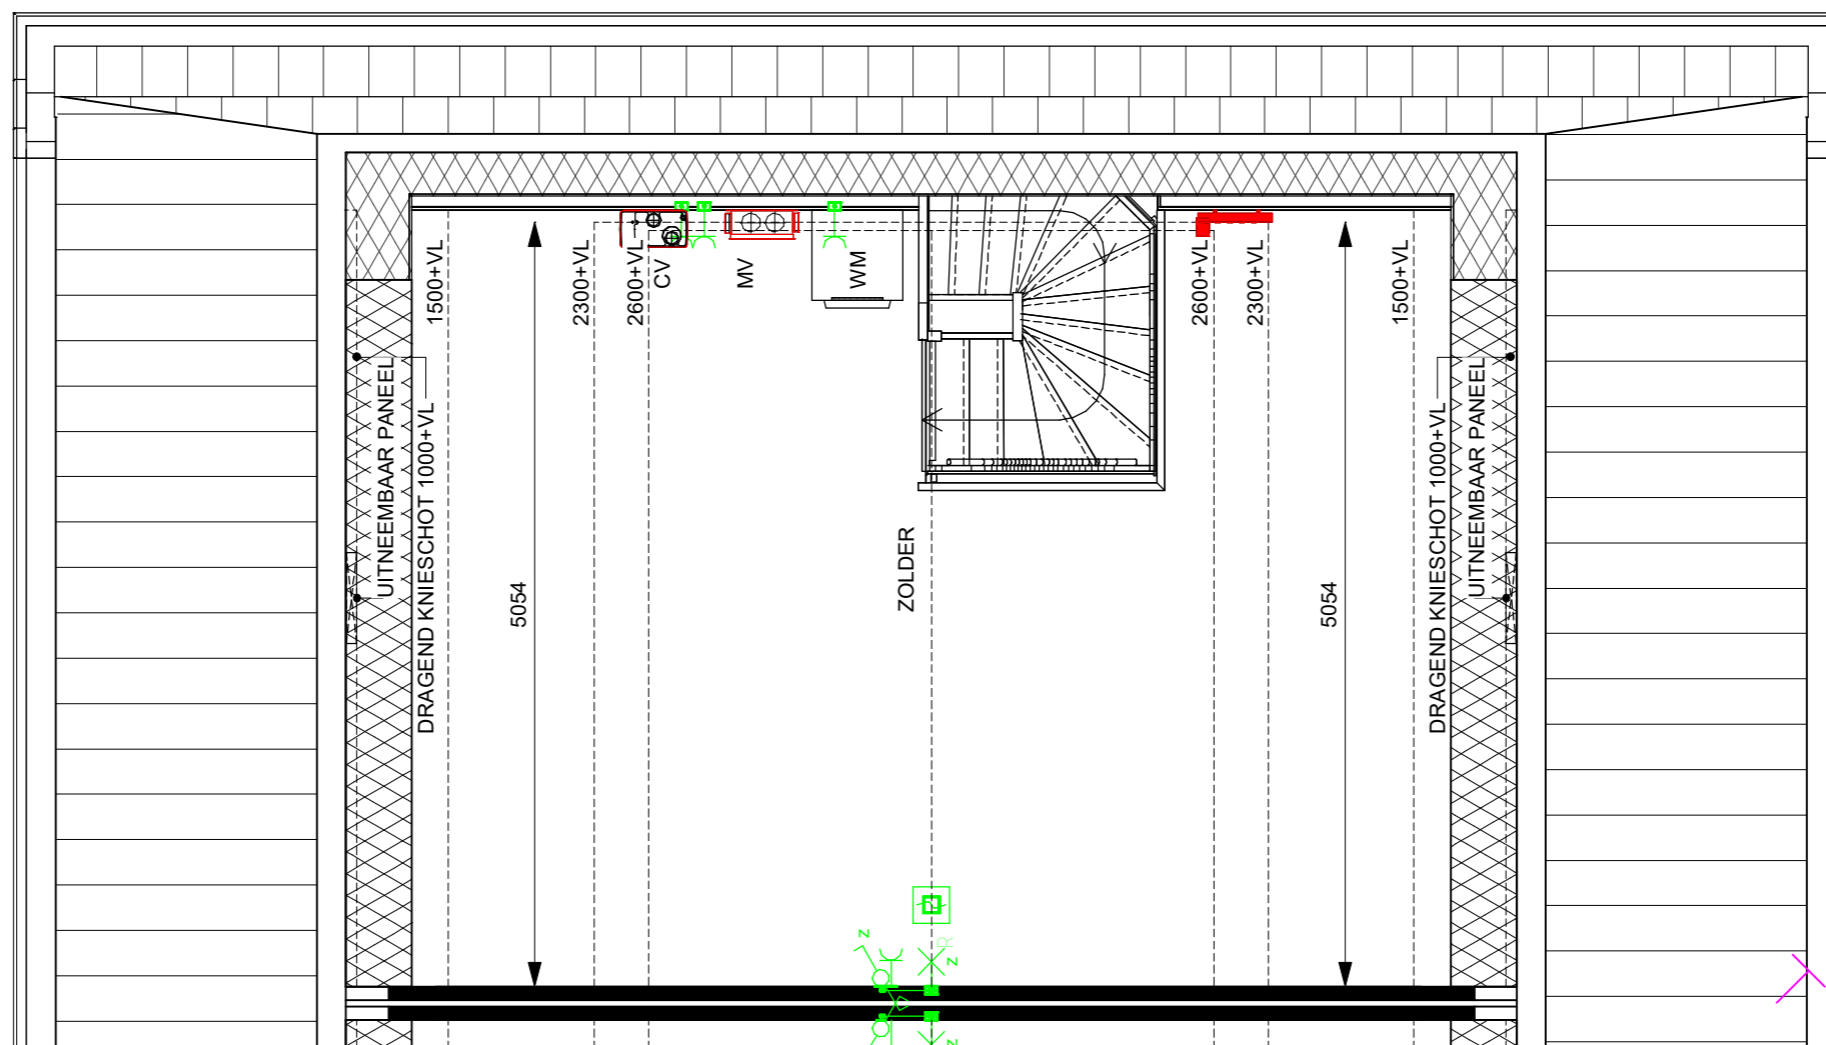 1500+VL
2300+VL
2600+VL
CV
MV
WM
2600+VL
2300+VL
1500+VL
UITNEEMBAAR PANEEL
DRAGEND KNIESCHOT 1000+VL
5054
ZOLDER
5054
DRAGEND KNIESCHOT 1000+VL
UITNEEMBAAR PANEEL
z
R
z
z